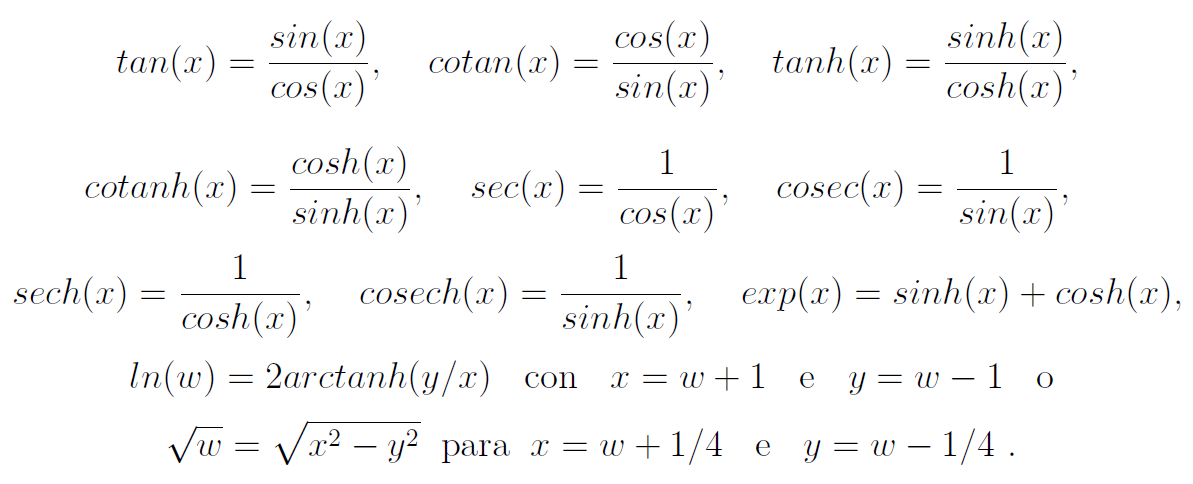 tan(x) = sin(x)/cos(x), cotan(x) = cos(x)/sin(x), tanh(x) = sinh(x)/cosh(x),
cotanh(x) = cosh(x)/sinh(x), sec(x) = 1/cos(x), cosec(x) = 1/sin(x),
sech(x) = 1/cosh(x), cosech(x) = 1/sinh(x), exp(x) = sinh(x) + cosh(x),
ln(w) = 2arctanh(y/x) con x = w + 1 e y = w − 1 o
√w = √(x² − y²) para x = w + 1/4 e y = w − 1/4 .